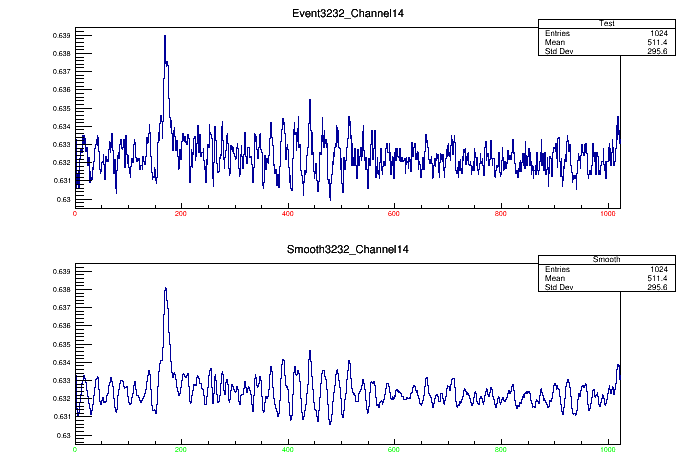 Event3232_Channel14
Test
Entries 1024
Mean 511.4
Std Dev 295.6
0.639
0.638
0.637
0.636
0.635
0.634
0.633
0.632
0.631
0.63
0 200 400 600 800 1000
Smooth3232_Channel14
Smooth
Entries 1024
Mean 511.4
Std Dev 295.6
0.639
0.638
0.637
0.636
0.635
0.634
0.633
0.632
0.631
0.63
0 200 400 600 800 1000